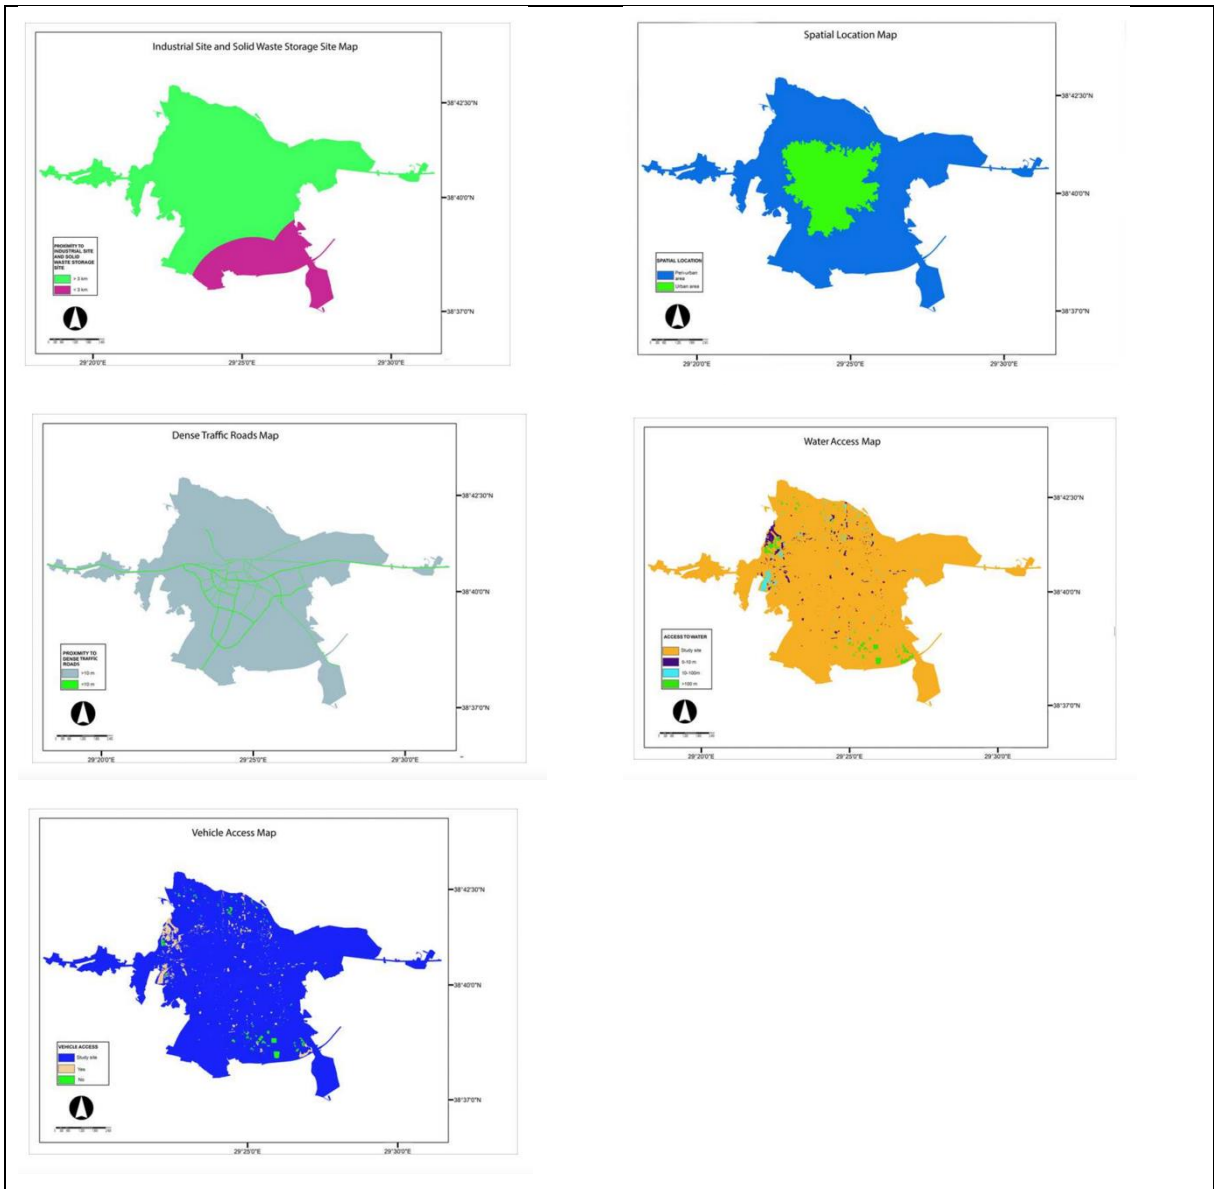 Industrial Site and Solid Waste Storage Site Map
38°42'30"N
38°40'0"N
38°37'0"N
PROXIMITY TO
INDUSTRIAL SITE
AND SOLID
WASTE STORAGE
SITE
> 3 km
< 3 km
29°20'0"E
29°25'0"E
29°30'0"E
Spatial Location Map
38°42'30"N
38°40'0"N
38°37'0"N
SPATIAL LOCATION
Peri-urban
area
Urban area
29°20'0"E
29°25'0"E
29°30'0"E
Dense Traffic Roads Map
38°42'30"N
38°40'0"N
38°37'0"N
PROXIMITY TO
DENSE TRAFFIC
ROADS
>10 m
<10 m
29°20'0"E
29°25'0"E
29°30'0"E
Water Access Map
38°42'30"N
38°40'0"N
38°37'0"N
ACCESS TO WATER
Study site
0-10 m
10-100m
>100 m
29°20'0"E
29°25'0"E
29°30'0"E
Vehicle Access Map
38°42'30"N
38°40'0"N
38°37'0"N
VEHICLE ACCESS
Study site
Yes
No
29°25'0"E
29°30'0"E